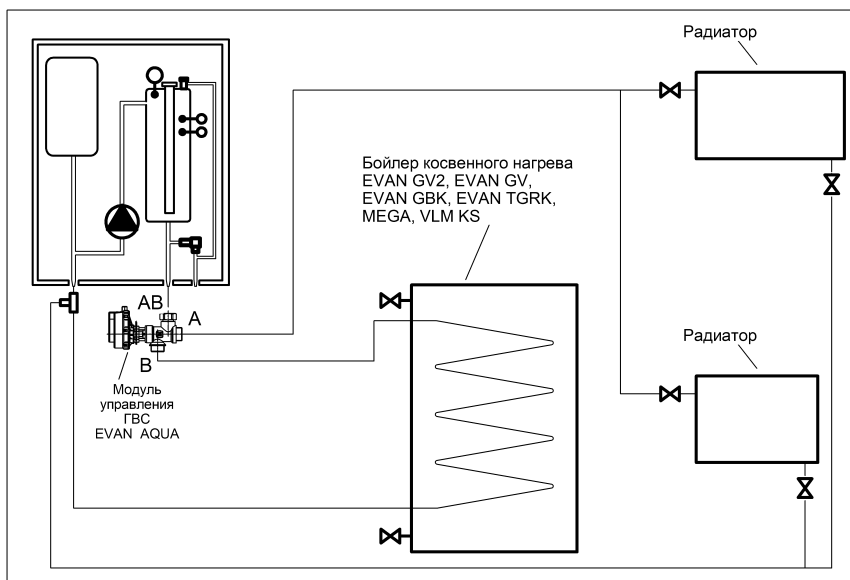 Радиатор
Бойлер косвенного нагрева
EVAN GV2, EVAN GV,
EVAN GBK, EVAN TGRK,
MEGA, VLM KS
AB
A
B
Модуль
управления
ГВС
EVAN AQUA
Радиатор